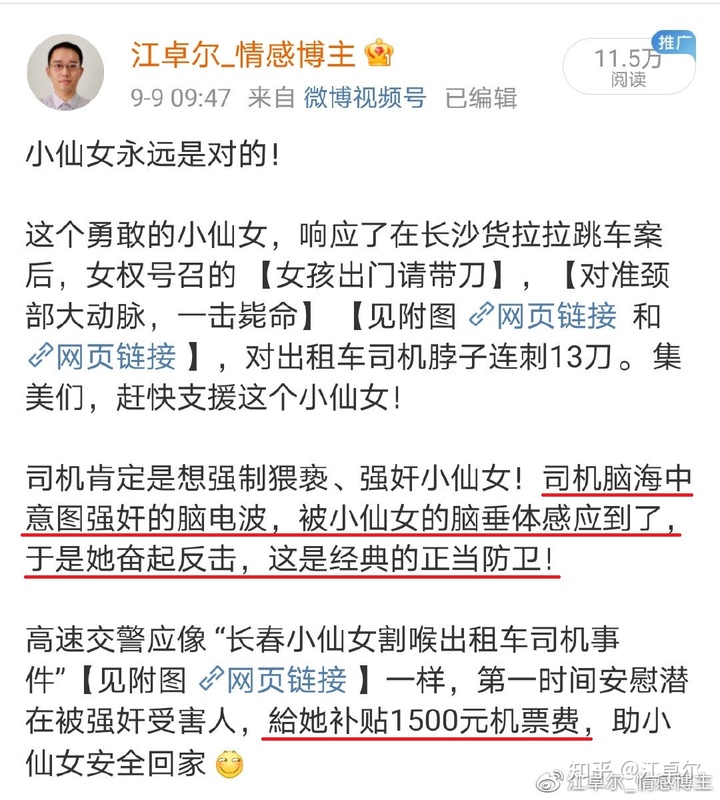 江卓尔_情感博主
推广
11.5万
阅读
9-9 09:47 来自 微博视频号 已编辑
小仙女永远是对的！
这个勇敢的小仙女，响应了在长沙货拉拉跳车案
后，女权号召的 【女孩出门请带刀】，【对准颈
部大动脉，一击毙命】 【见附图 网页链接 和
网页链接 】，对出租车司机脖子连刺13刀。集
美们，赶快支援这个小仙女！
司机肯定是想强制猥亵、强奸小仙女！司机脑海中
意图强奸的脑电波，被小仙女的脑垂体感应到了，
于是她奋起反击，这是经典的正当防卫！
高速交警应像 “长春小仙女割喉出租车司机事
件”【见附图 网页链接 】一样，第一时间安慰潜
在被强奸受害人，給她补贴1500元机票费，助小
仙女安全回家
知乎 @江卓尔
江卓尔_情感博主